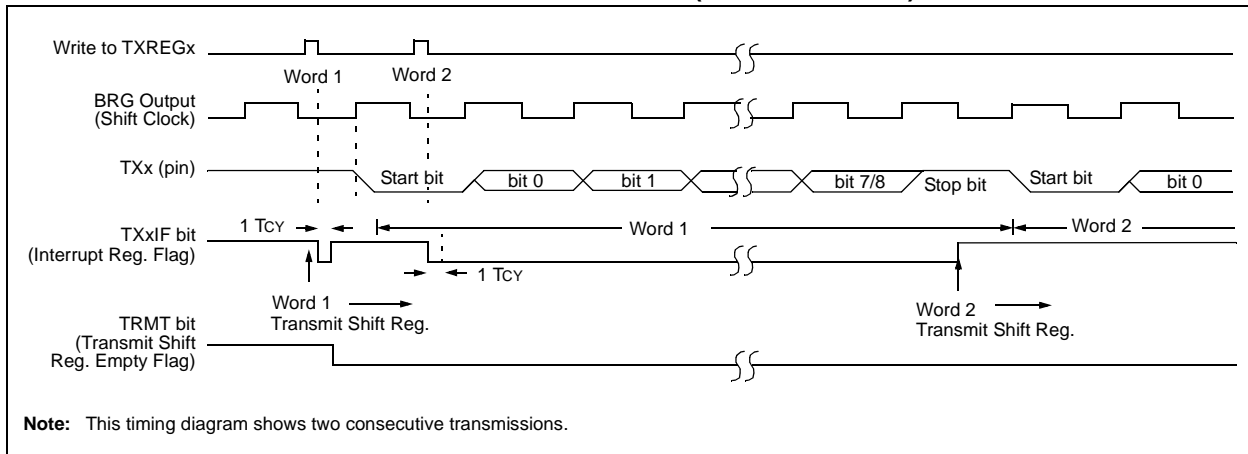 Write to TXREGx
Word 1
Word 2
BRG Output
(Shift Clock)
TXx (pin)
Start bit
bit 0
bit 1
bit 7/8
Stop bit
Start bit
bit 0
1 TCY
Word 1
Word 2
TXxIF bit
(Interrupt Reg. Flag)
1 TCY
Word 1
Transmit Shift Reg.
Word 2
Transmit Shift Reg.
TRMT bit
(Transmit Shift
Reg. Empty Flag)
Note: This timing diagram shows two consecutive transmissions.